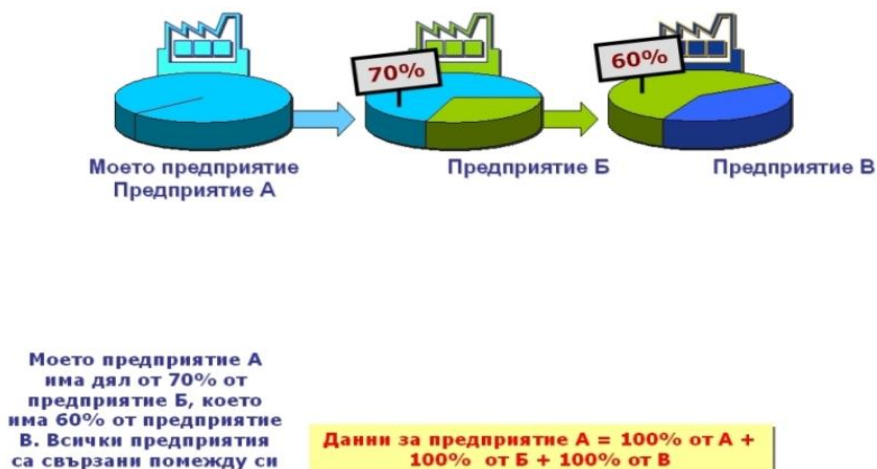 70%
60%
Моето предприятие
Предприятие А
Предприятие Б
Предприятие В
Моето предприятие А
има дял от 70% от
предприятие Б, което
има 60% от предприятие
В. Всички предприятия
са свързани помежду си
Данни за предприятие А = 100% от А +
100% от Б + 100% от В